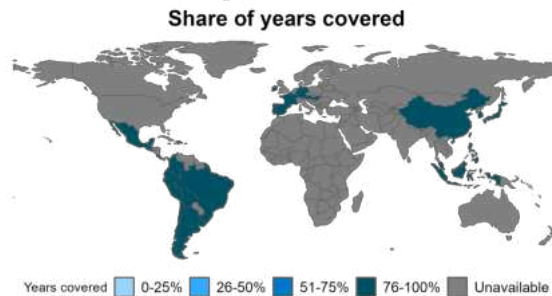 Share of years covered
Years covered 0-25% 26-50% 51-75% 76-100% Unavailable